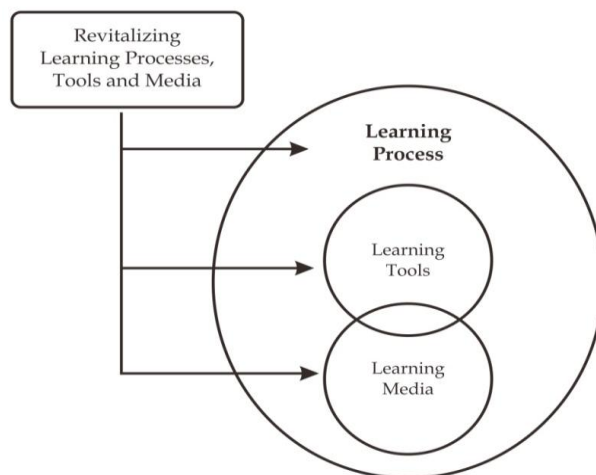 Revitalizing
Learning Processes,
Tools and Media
Learning
Process
Learning
Tools
Learning
Media